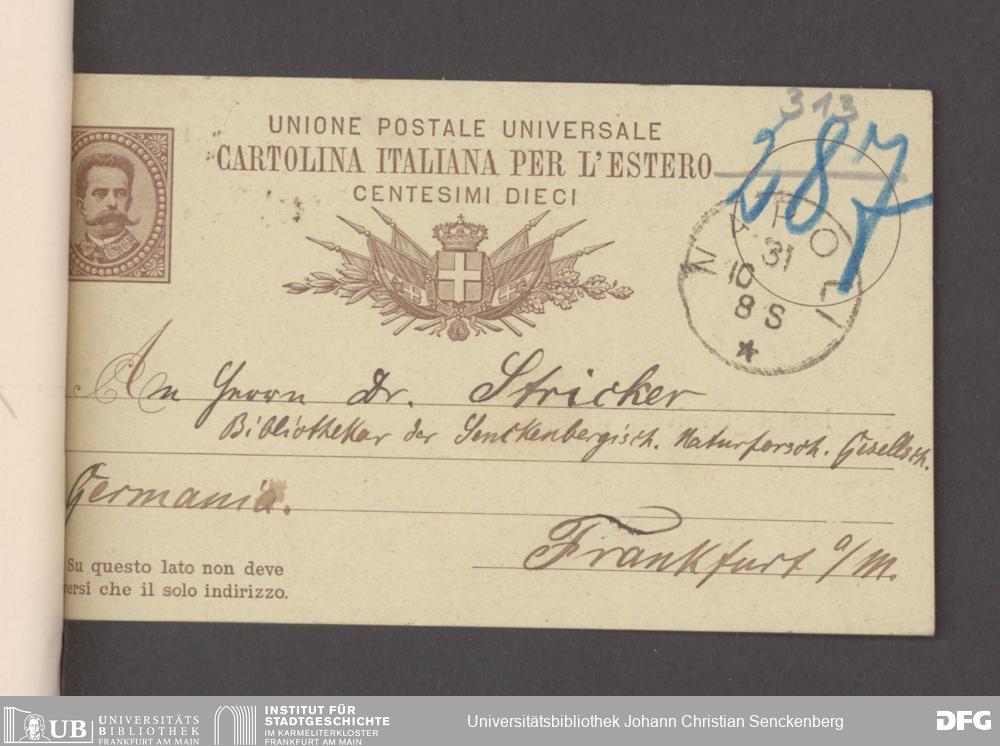 313
287
UNIONE POSTALE UNIVERSALE
CARTOLINA ITALIANA PER L'ESTERO
CENTESIMI DIECI
NAPOLI
31
10
8 S
An Herrn Dr. Stricker
Bibliothekar der Senckenbergisch. Naturforsch. Gesellsch.
Germania.
Frankfurt a/M.
Su questo lato non deve
versi che il solo indirizzo.
UB UNIVERSITÄTS
BIBLIOTHEK
FRANKFURT AM MAIN
INSTITUT FÜR
STADTGESCHICHTE
IM KARMELITERKLOSTER
FRANKFURT AM MAIN
Universitätsbibliothek Johann Christian Senckenberg
DFG